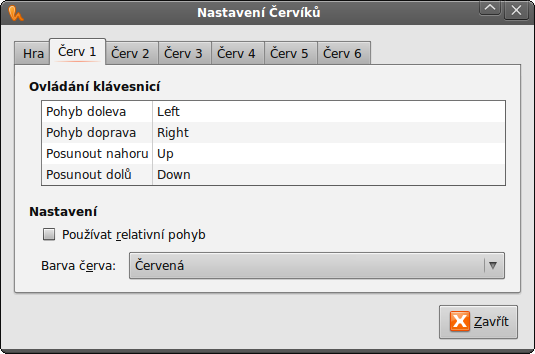 Nastavení Červíků
Hra Červ 1 Červ 2 Červ 3 Červ 4 Červ 5 Červ 6
Ovládání klávesnicí
Pohyb doleva Left
Pohyb doprava Right
Posunout nahoru Up
Posunout dolů Down
Nastavení
Používat relativní pohyb
Barva červa: Červená
Zavřít